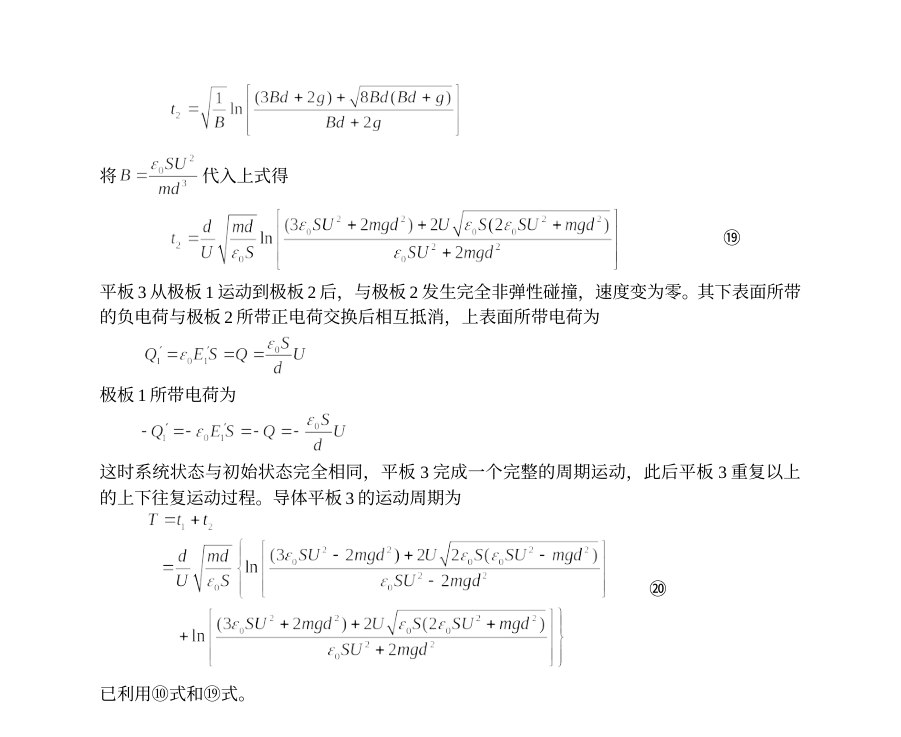 t₂ = √(1/B) ln[((3Bd + 2g) + √(8Bd(Bd + g)))/(Bd + 2g)]
将 B = ε₀SU²/md³ 代入上式得
t₂ = (d/U)√(md/ε₀S) ln[((3ε₀SU² + 2mgd²) + 2U√(ε₀S(2ε₀SU² + mgd²)))/(ε₀SU² + 2mgd²)] ⑲
平板 3 从极板 1 运动到极板 2 后，与极板 2 发生完全非弹性碰撞，速度变为零。其下表面所带
的负电荷与极板 2 所带正电荷交换后相互抵消，上表面所带电荷为
Q₁′ = ε₀E₁′S = Q = (ε₀S/d)U
极板 1 所带电荷为
- Q₁′ = - ε₀E₁′S = -Q = - (ε₀S/d)U
这时系统状态与初始状态完全相同，平板 3 完成一个完整的周期运动，此后平板 3 重复以上
的上下往复运动过程。导体平板 3 的运动周期为
T = t₁ + t₂
= (d/U)√(md/ε₀S) {ln[((3ε₀SU² - 2mgd²) + 2U√(2ε₀S(ε₀SU² - mgd²)))/(ε₀SU² - 2mgd²)] ⑳
+ ln[((3ε₀SU² + 2mgd²) + 2U√(ε₀S(2ε₀SU² + mgd²)))/(ε₀SU² + 2mgd²)]}
已利用⑩式和⑲式。